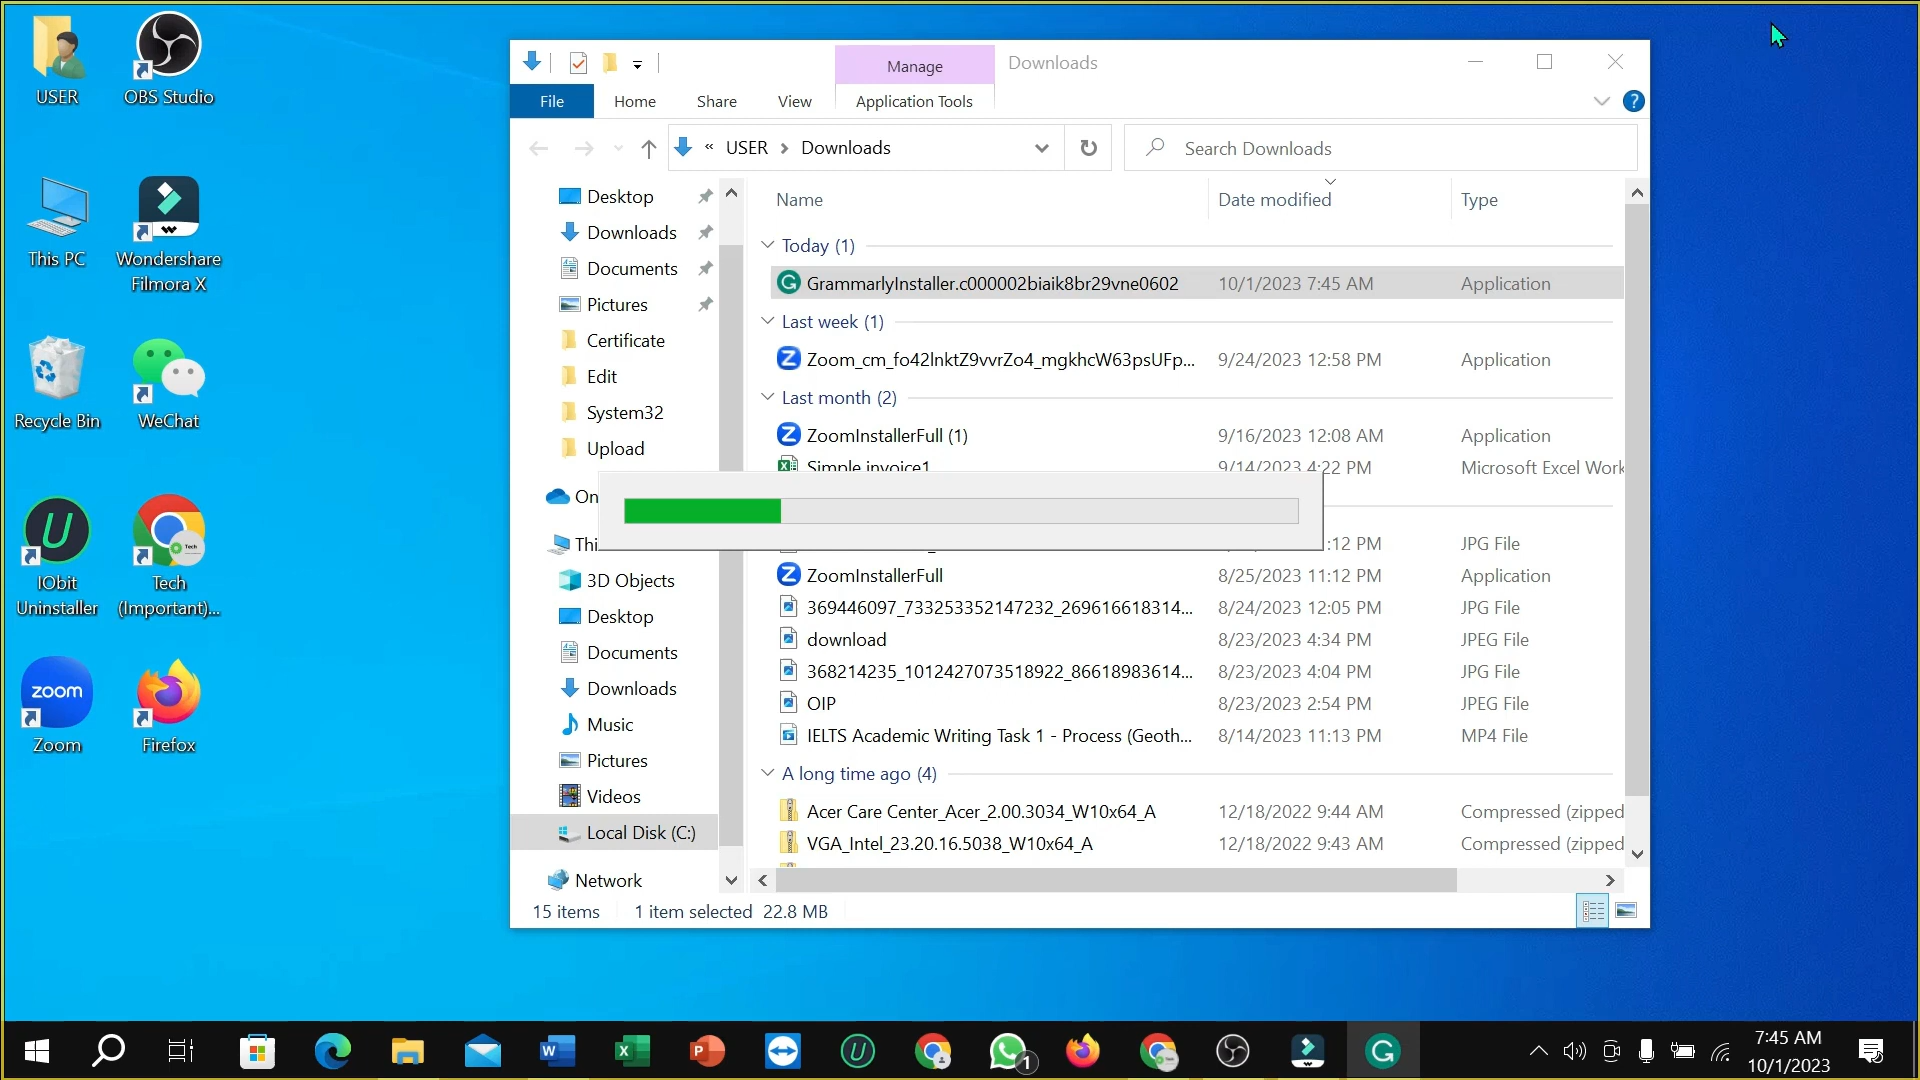 USER
OBS Studio
This PC
Wondershare
Filmora X
Recycle Bin
WeChat
IObit
Uninstaller
Tech
(Important)...
zoom
Zoom
Firefox
Manage
Downloads
File
Home
Share
View
Application Tools
?
« USER > Downloads
Search Downloads
Desktop
Downloads
Documents
Pictures
Certificate
Edit
System32
Upload
On
Thi
3D Objects
Desktop
Documents
Downloads
Music
Pictures
Videos
Local Disk (C:)
Network
Name Date modified Type
Today (1)
GrammarlyInstaller.c000002biaik8br29vne0602 10/1/2023 7:45 AM Application
Last week (1)
Zoom_cm_fo42lnktZ9vvrZo4_mgkhcW63psUFp... 9/24/2023 12:58 PM Application
Last month (2)
ZoomInstallerFull (1) 9/16/2023 12:08 AM Application
Simple invoice1 9/14/2023 4:22 PM Microsoft Excel Work
:12 PM JPG File
ZoomInstallerFull 8/25/2023 11:12 PM Application
369446097_733253352147232_269616618314... 8/24/2023 12:05 PM JPG File
download 8/23/2023 4:34 PM JPEG File
368214235_1012427073518922_86618983614... 8/23/2023 4:04 PM JPG File
OIP 8/23/2023 2:54 PM JPEG File
IELTS Academic Writing Task 1 - Process (Geoth... 8/14/2023 11:13 PM MP4 File
A long time ago (4)
Acer Care Center_Acer_2.00.3034_W10x64_A 12/18/2022 9:44 AM Compressed (zipped
VGA_Intel_23.20.16.5038_W10x64_A 12/18/2022 9:43 AM Compressed (zipped
15 items 1 item selected 22.8 MB
1
7:45 AM
10/1/2023